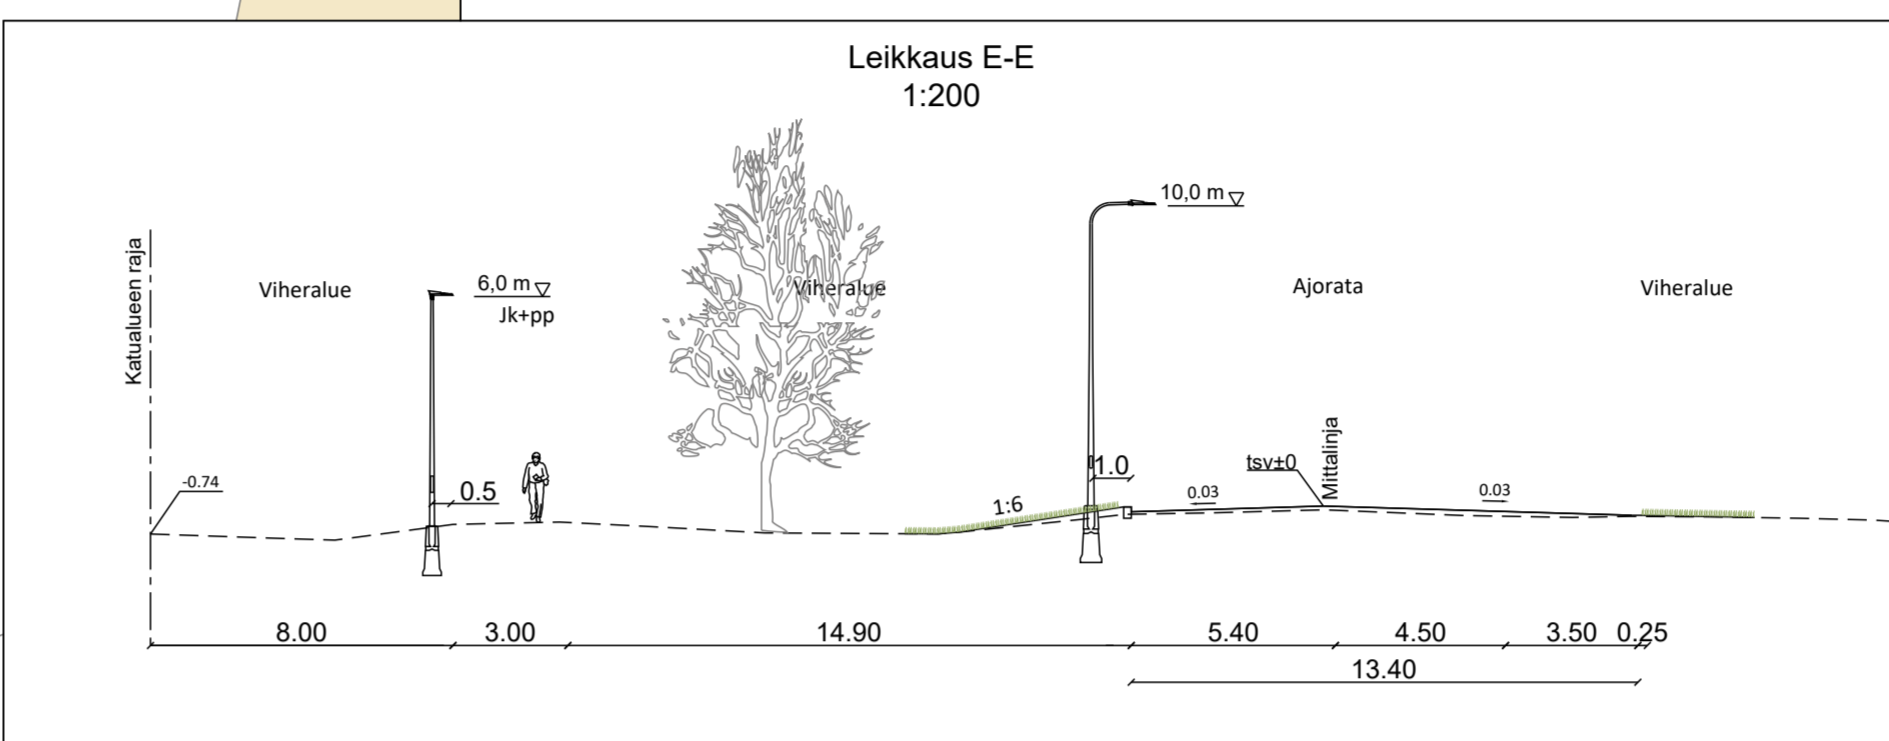 Leikkaus E-E
1:200
10,0 m
Katualueen raja
Viheralue
6,0 m
Jk+pp
Viheralue
Ajorata
Viheralue
-0.74
0.5
1:6
1.0
0.03
tsv±0
Mittalinja
0.03
8.00
3.00
14.90
5.40
4.50
3.50
0.25
13.40